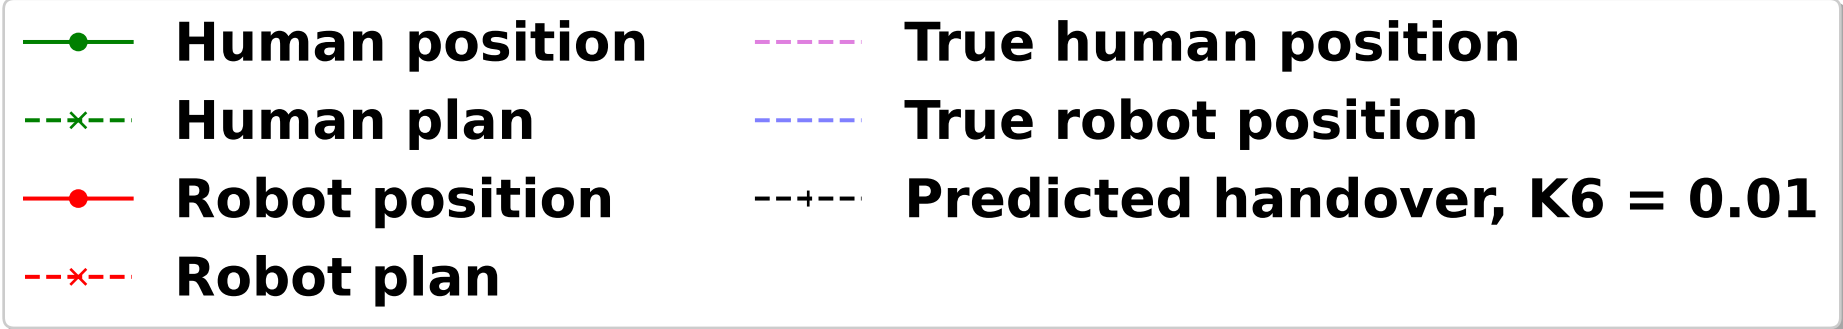 Human position
Human plan
Robot position
Robot plan
True human position
True robot position
Predicted handover, K6 = 0.01